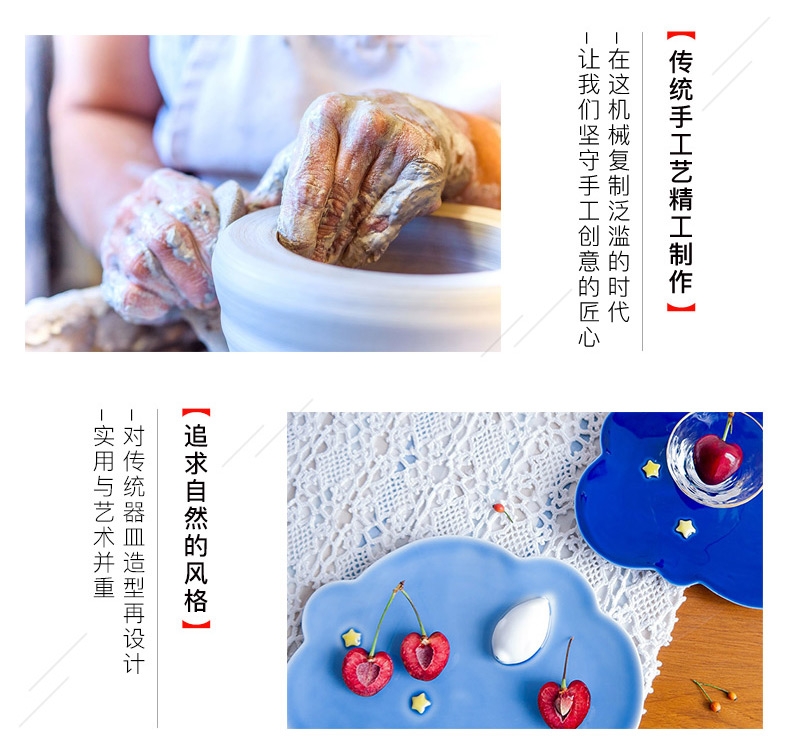 【传统手工艺精工制作】
–在这机械复制泛滥的时代
–让我们坚守手工创意的匠心
【追求自然的风格】
–对传统器皿造型再设计
–实用与艺术并重